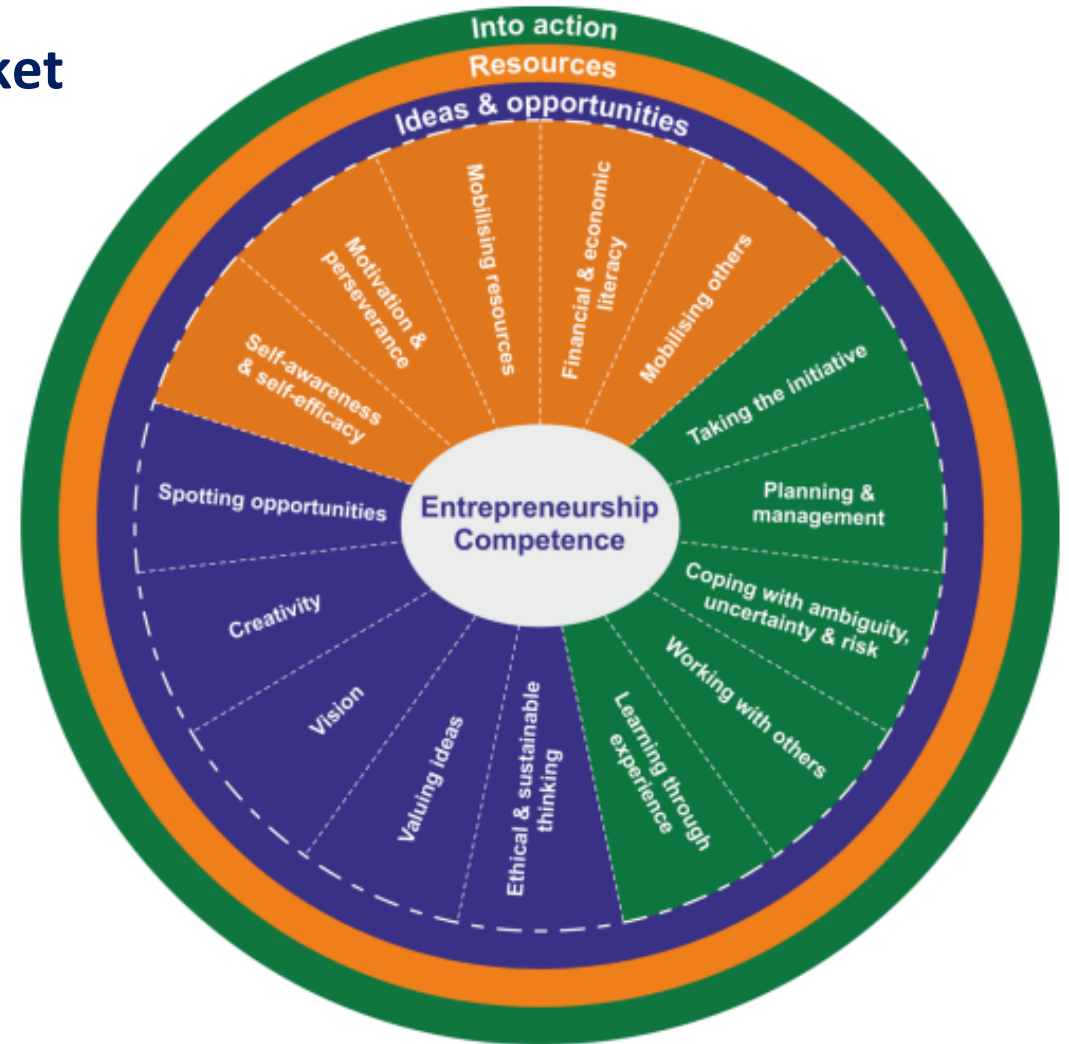 ket
Into action
Resources
Ideas & opportunities
Mobilising resources
Financial & economic
literacy
Mobilising others
Motivation &
perseverance
Self-awareness
& self-efficacy
Taking the initiative
Planning &
management
Coping with ambiguity,
uncertainty & risk
Working with others
Learning through
experience
Spotting opportunities
Creativity
Vision
Valuing ideas
Ethical & sustainable
thinking
Entrepreneurship
Competence